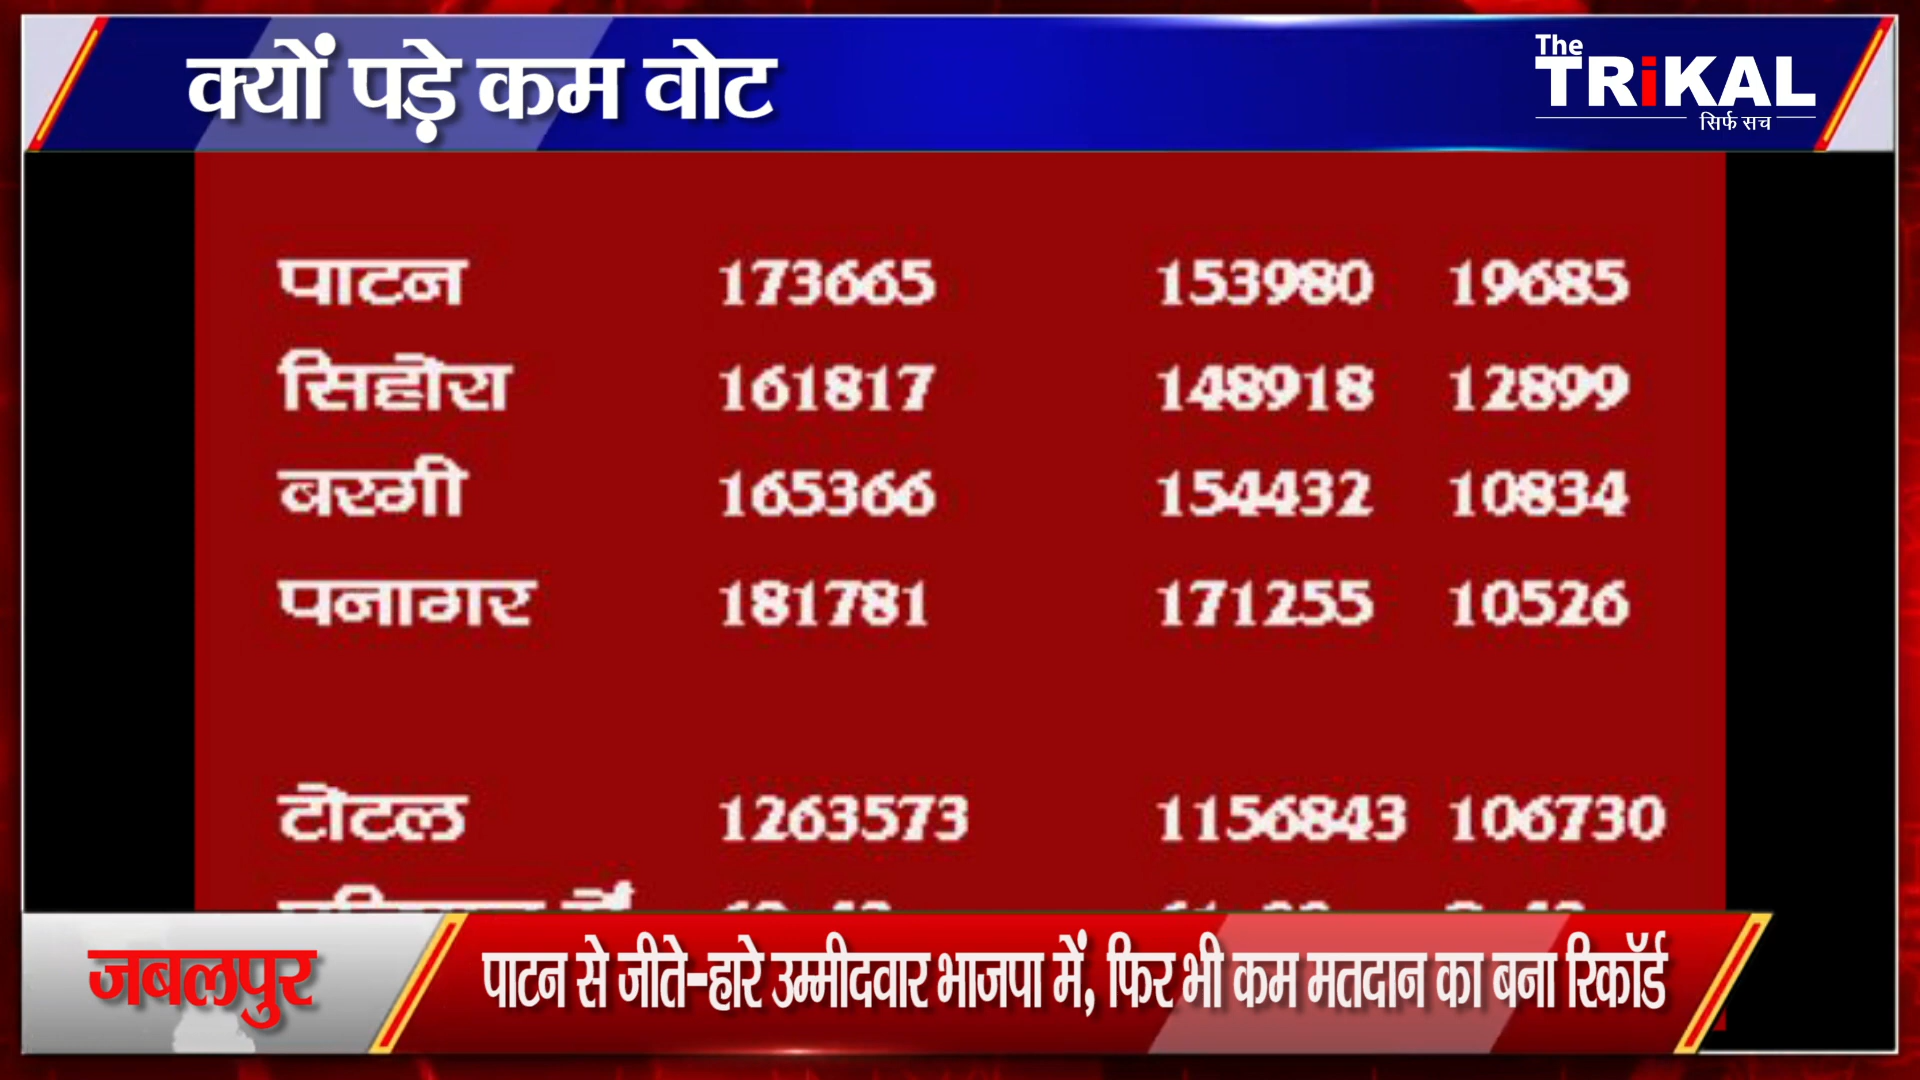 क्यों पड़े कम वोट
The
TRiKAL
सिर्फ सच
पाटन 173665 153980 19685
सिहोरा 161817 148918 12899
बरगी 165366 154432 10834
पनागर 181781 171255 10526
टोटल 1263573 1156843 106730
जबलपुर
पाटन से जीते-हारे उम्मीदवार भाजपा में, फिर भी कम मतदान का बना रिकॉर्ड